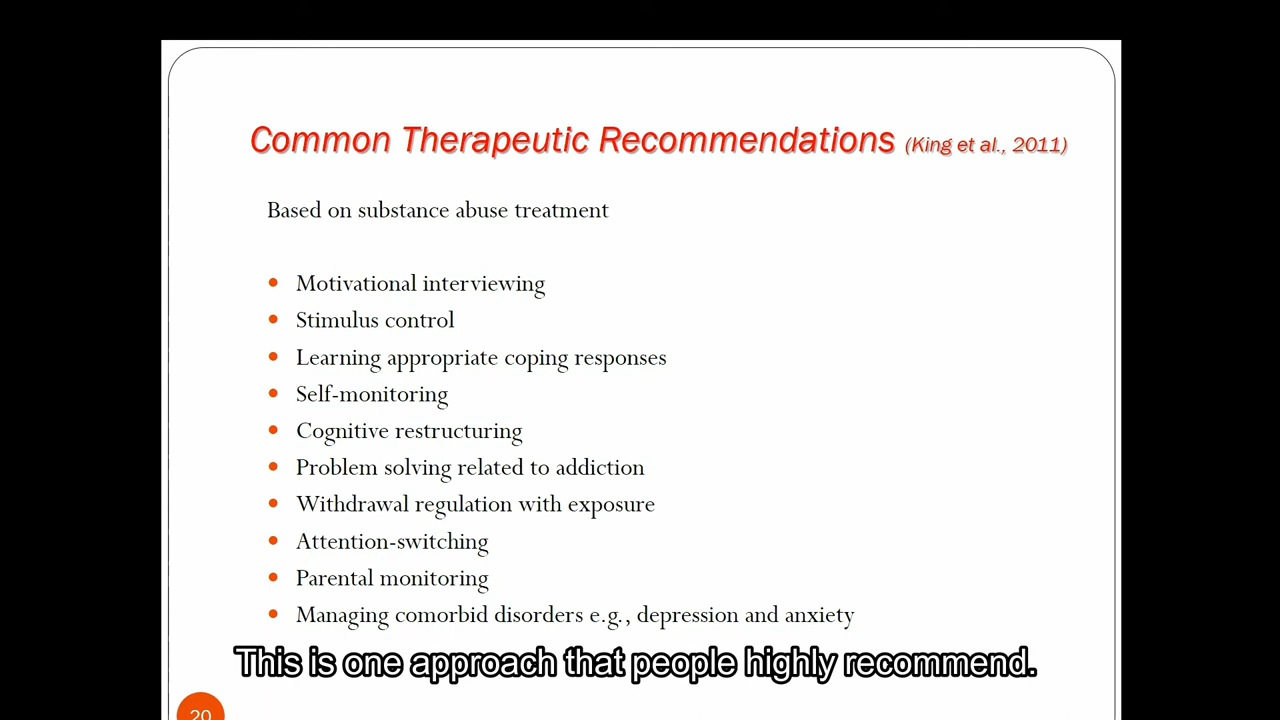 Common Therapeutic Recommendations (King et al., 2011)
Based on substance abuse treatment
• Motivational interviewing
• Stimulus control
• Learning appropriate coping responses
• Self-monitoring
• Cognitive restructuring
• Problem solving related to addiction
• Withdrawal regulation with exposure
• Attention-switching
• Parental monitoring
• Managing comorbid disorders e.g., depression and anxiety
This is one approach that people highly recommend.
20